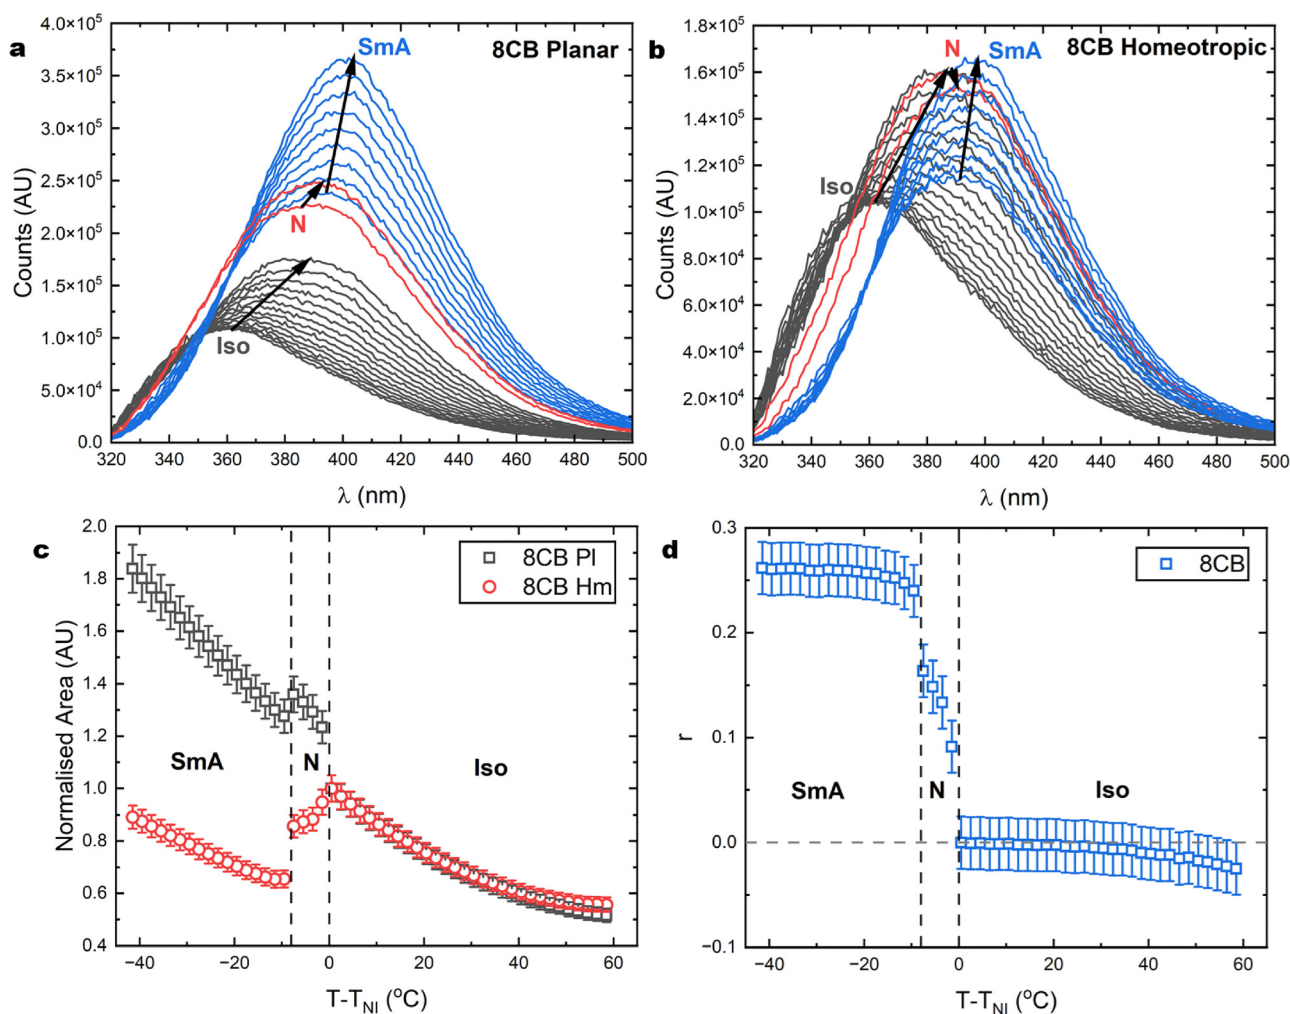 a
8CB Planar
SmA
N
Iso
Counts (AU)
4.0×10⁵
3.5×10⁵
3.0×10⁵
2.5×10⁵
2.0×10⁵
1.5×10⁵
1.0×10⁵
5.0×10⁴
0.0
320 340 360 380 400 420 440 460 480 500
λ (nm)
b
8CB Homeotropic
N
SmA
Iso
Counts (AU)
1.8×10⁵
1.6×10⁵
1.4×10⁵
1.2×10⁵
1.0×10⁵
8.0×10⁴
6.0×10⁴
4.0×10⁴
2.0×10⁴
0.0
320 340 360 380 400 420 440 460 480 500
λ (nm)
c
8CB Pl
8CB Hm
SmA
N
Iso
Normalised Area (AU)
2.0
1.8
1.6
1.4
1.2
1.0
0.8
0.6
0.4
−40 −20 0 20 40 60
T-T_NI (°C)
d
8CB
SmA
N
Iso
r
0.3
0.2
0.1
0.0
−0.1
−40 −20 0 20 40 60
T-T_NI (°C)